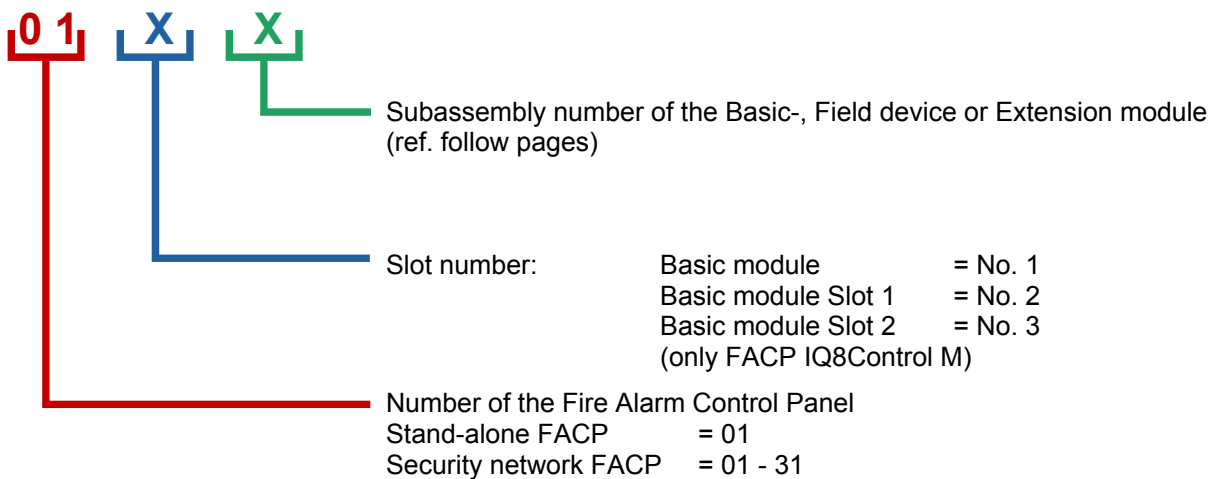 0 1 X X
Subassembly number of the Basic-, Field device or Extension module
(ref. follow pages)
Slot number: Basic module = No. 1
Basic module Slot 1 = No. 2
Basic module Slot 2 = No. 3
(only FACP IQ8Control M)
Number of the Fire Alarm Control Panel
Stand-alone FACP = 01
Security network FACP = 01 - 31